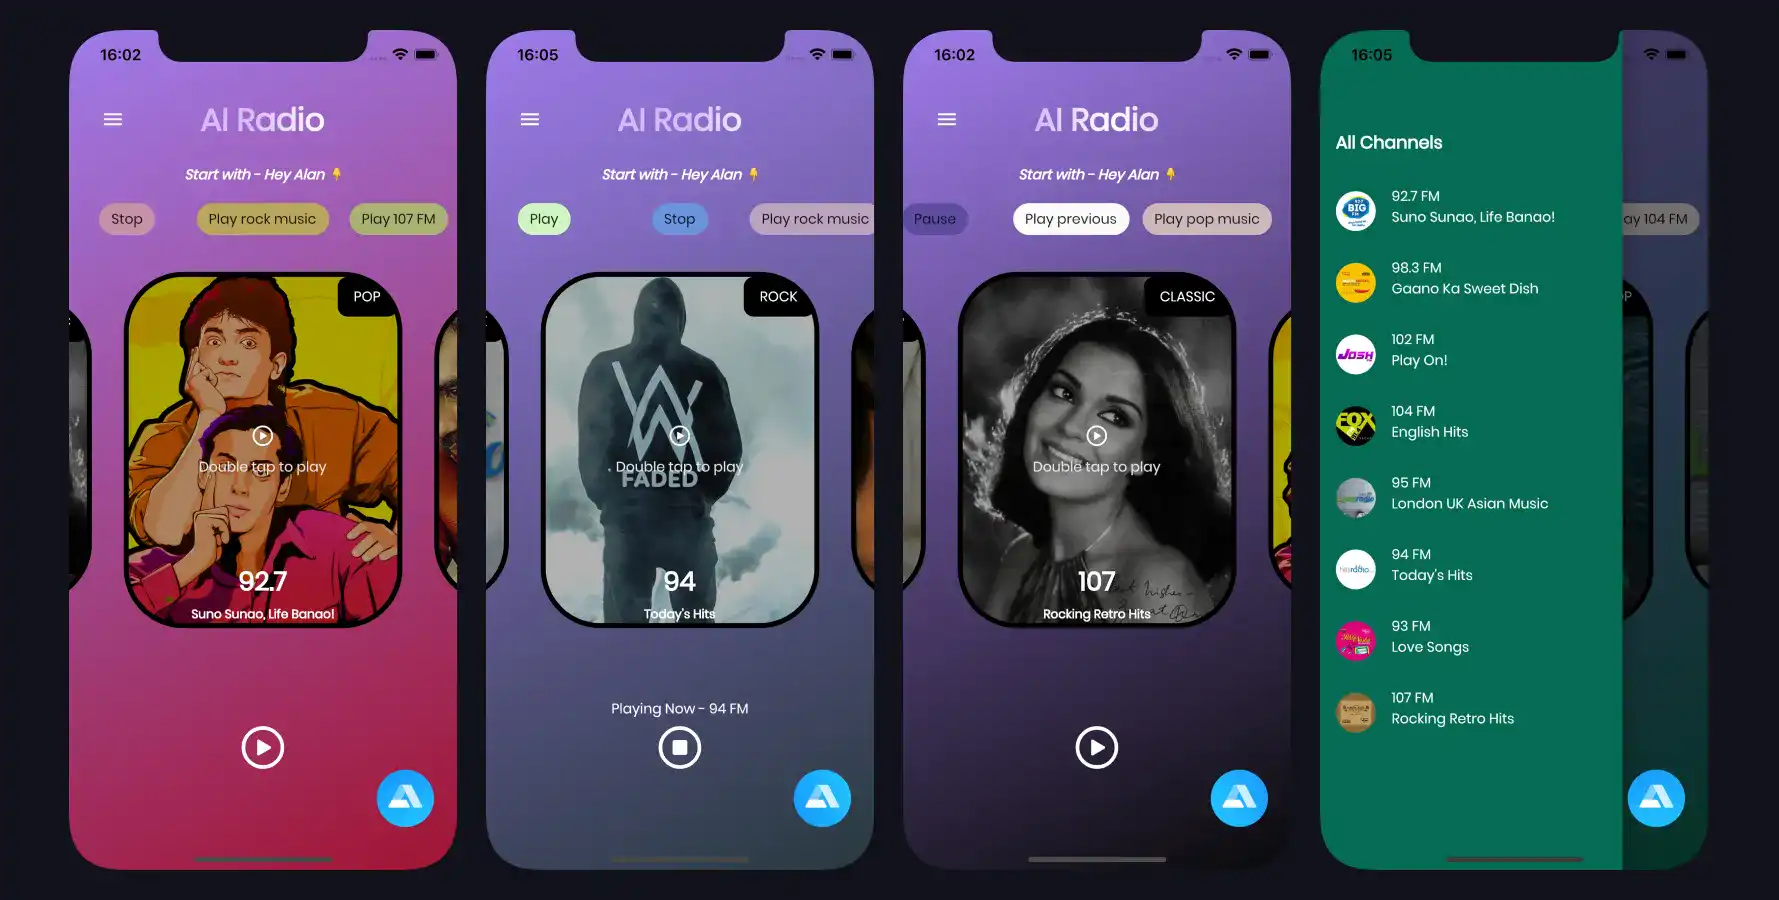 16:02
AI Radio
Start with - Hey Alan 👇
Stop
Play rock music
Play 107 FM
POP
Double tap to play
92.7
Suno Sunao, Life Banao!
16:05
AI Radio
Start with - Hey Alan 👇
Play
Stop
Play rock music
ROCK
Double tap to play
FADED
94
Today's Hits
Playing Now - 94 FM
16:02
AI Radio
Start with - Hey Alan 👇
Pause
Play previous
Play pop music
CLASSIC
Double tap to play
107
Rocking Retro Hits
16:05
All Channels
92.7 FM
Suno Sunao, Life Banao!
BIG
98.3 FM
Gaano Ka Sweet Dish
102 FM
Play On!
JOSH
104 FM
English Hits
FOX
95 FM
London UK Asian Music
94 FM
Today's Hits
93 FM
Love Songs
107 FM
Rocking Retro Hits
ay 104 FM